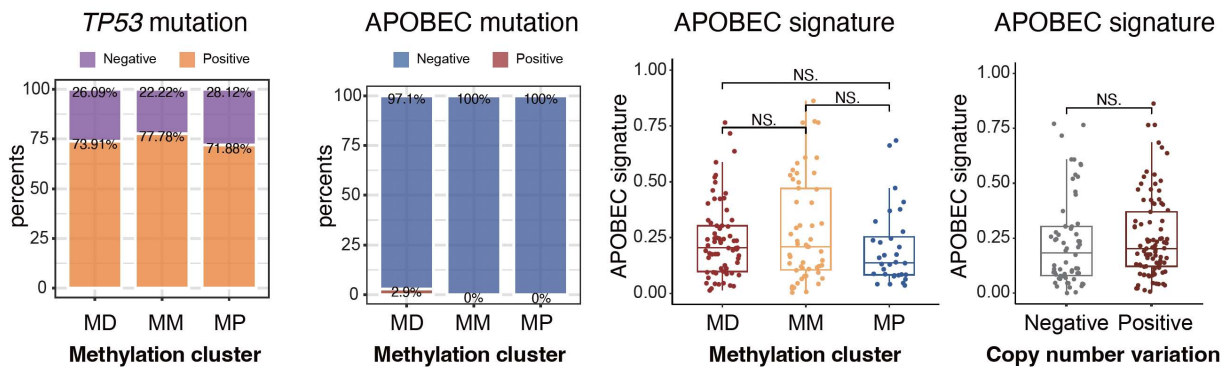 TP53 mutation
Negative Positive
percents
100
75
50
25
0
26.09% 22.22% 28.12%
73.91% 77.78% 71.88%
MD MM MP
Methylation cluster
APOBEC mutation
Negative Positive
percents
100
75
50
25
0
97.1% 100% 100%
2.9% 0% 0%
MD MM MP
Methylation cluster
APOBEC signature
APOBEC signature
1.00
0.75
0.50
0.25
0.00
NS.
NS.
NS.
MD MM MP
Methylation cluster
APOBEC signature
APOBEC signature
1.00
0.75
0.50
0.25
0.00
NS.
Negative Positive
Copy number variation